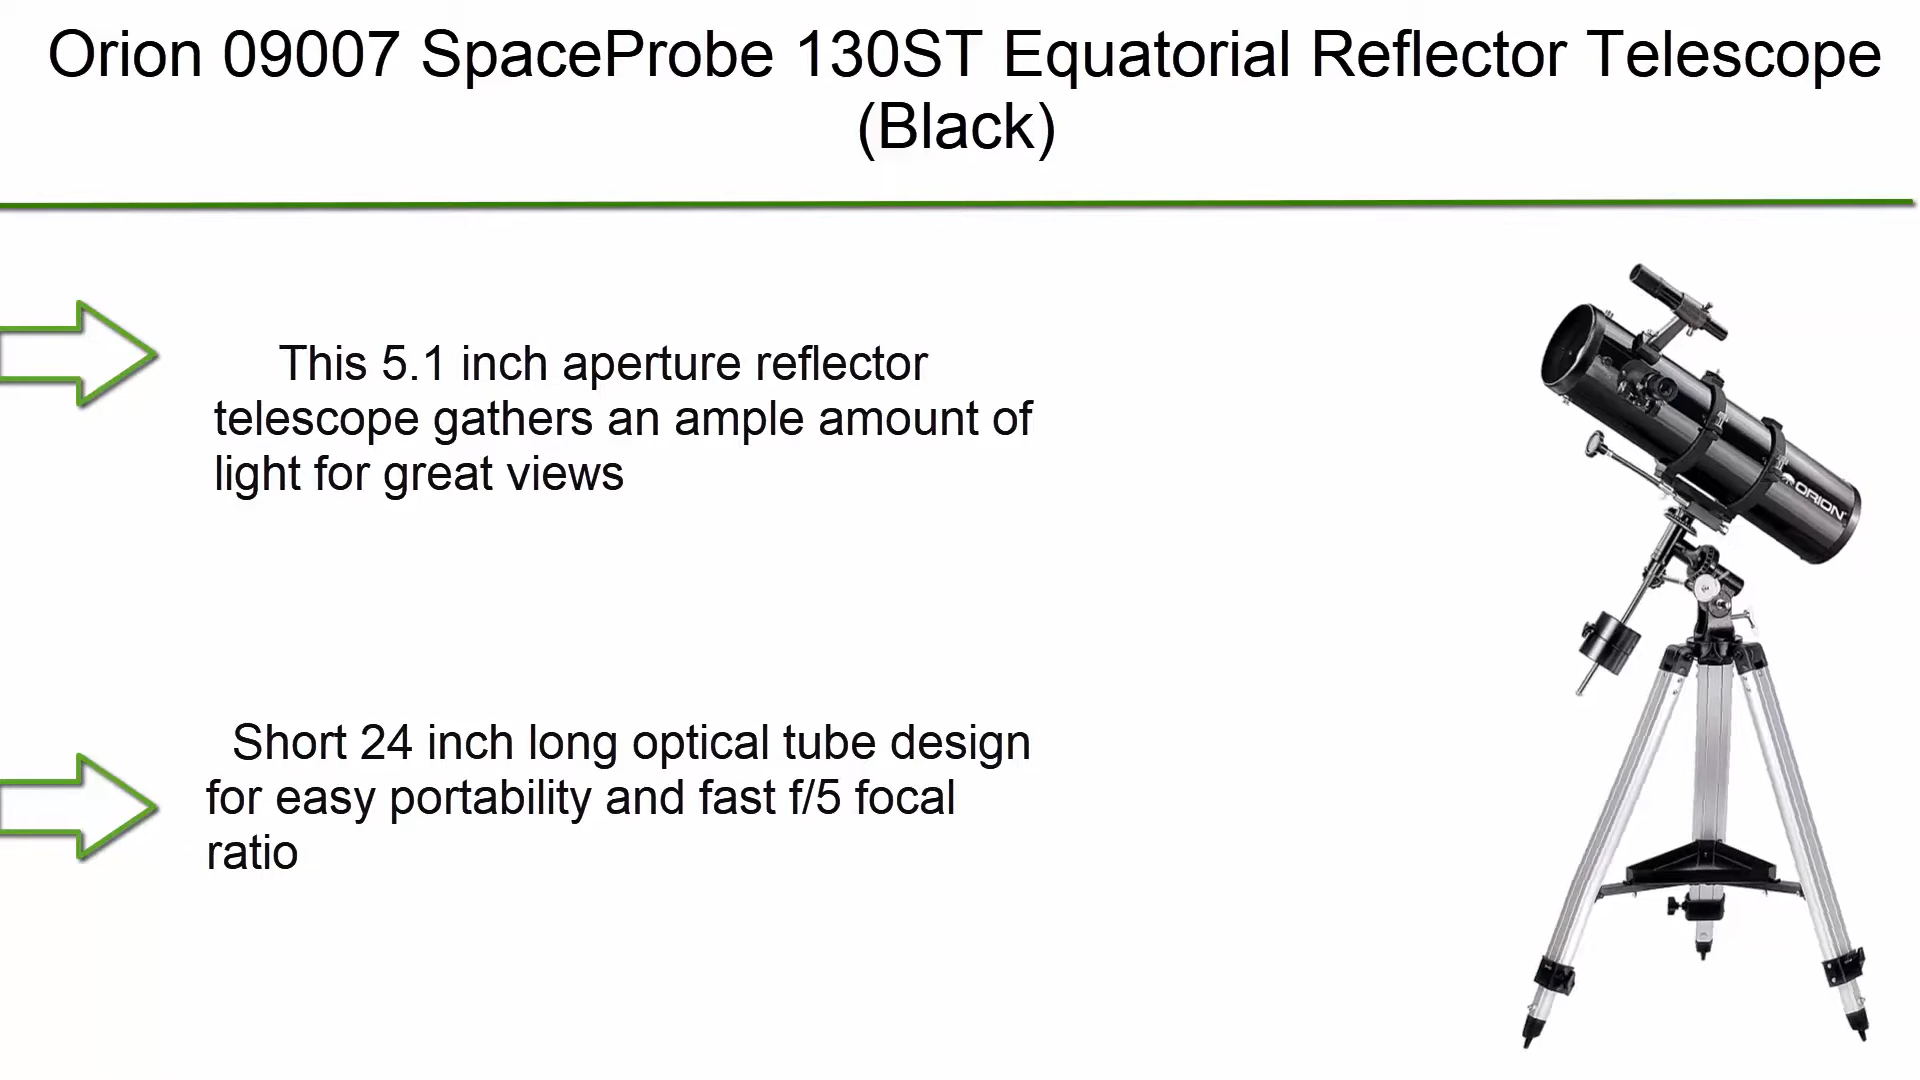 Orion 09007 SpaceProbe 130ST Equatorial Reflector Telescope
(Black)
This 5.1 inch aperture reflector
telescope gathers an ample amount of
light for great views
ORION
Short 24 inch long optical tube design
for easy portability and fast f/5 focal
ratio